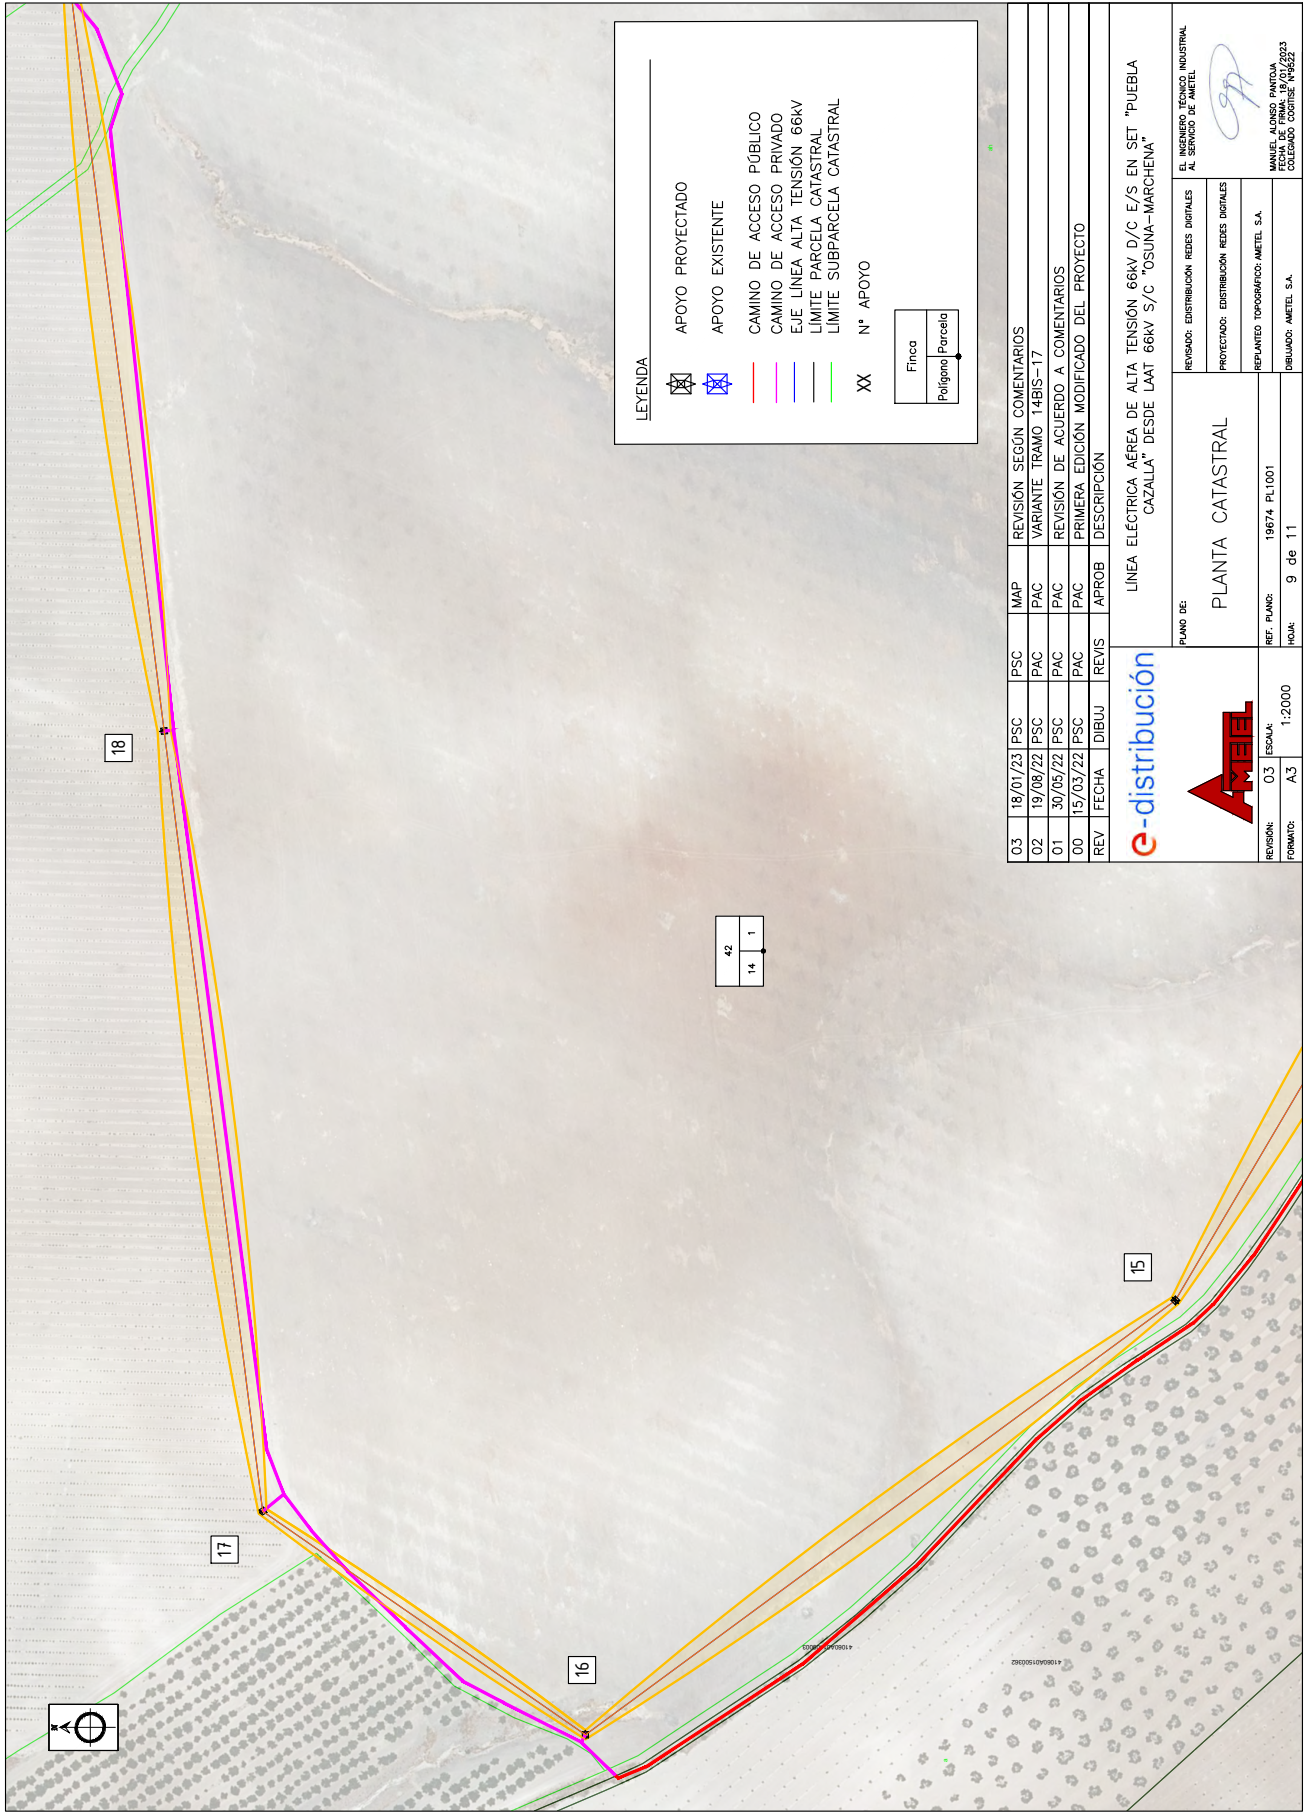 18
17
16
15
42
14 1
41060A01509003
41060A01500362
LEYENDA
APOYO PROYECTADO
APOYO EXISTENTE
CAMINO DE ACCESO PÚBLICO
CAMINO DE ACCESO PRIVADO
EJE LÍNEA ALTA TENSIÓN 66kV
LÍMITE PARCELA CATASTRAL
LÍMITE SUBPARCELA CATASTRAL
XX Nº APOYO
Finca
Polígono Parcela
03 18/01/23 PSC PSC MAP REVISIÓN SEGÚN COMENTARIOS
02 19/08/22 PSC PAC PAC VARIANTE TRAMO 14BIS-17
01 30/05/22 PSC PAC PAC REVISIÓN DE ACUERDO A COMENTARIOS
00 15/03/22 PSC PAC PAC PRIMERA EDICIÓN MODIFICADO DEL PROYECTO
REV FECHA DIBUJ REVIS APROB DESCRIPCIÓN
e-distribución
LÍNEA ELÉCTRICA AÉREA DE ALTA TENSIÓN 66kV D/C E/S EN SET "PUEBLA
CAZALLA" DESDE LAAT 66kV S/C "OSUNA-MARCHENA"
AMETEL
PLANO DE:
PLANTA CATASTRAL
REVISADO: EDISTRIBUCIÓN REDES DIGITALES
PROYECTADO: EDISTRIBUCIÓN REDES DIGITALES
REPLANTEO TOPOGRÁFICO: AMETEL S.A.
DIBUJADO: AMETEL S.A.
EL INGENIERO TÉCNICO INDUSTRIAL
AL SERVICIO DE AMETEL
MANUEL ALONSO PANTOJA
FECHA DE FIRMA: 18/01/2023
COLEGIADO COGITISE Nº9522
REVISIÓN: 03
ESCALA: 1:2000
REF. PLANO: 19674 PL1001
FORMATO: A3
HOJA: 9 de 11